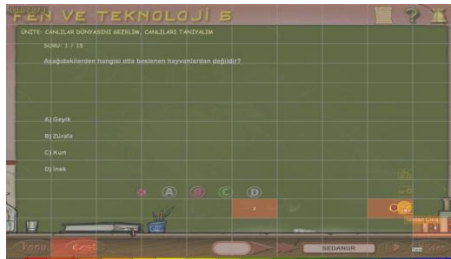 FEN VE TEKNOLOJİ 5
ÜNİTE: CANLILAR DÜNYASINI GEZELİM, CANLILARI TANIYALIM
SORU: 1 / 15
Aşağıdakilerden hangisi otla beslenen hayvanlardan değildir?
A) Geyik
B) Zürafa
C) Kurt
D) İnek
A B C D
SEDANUR